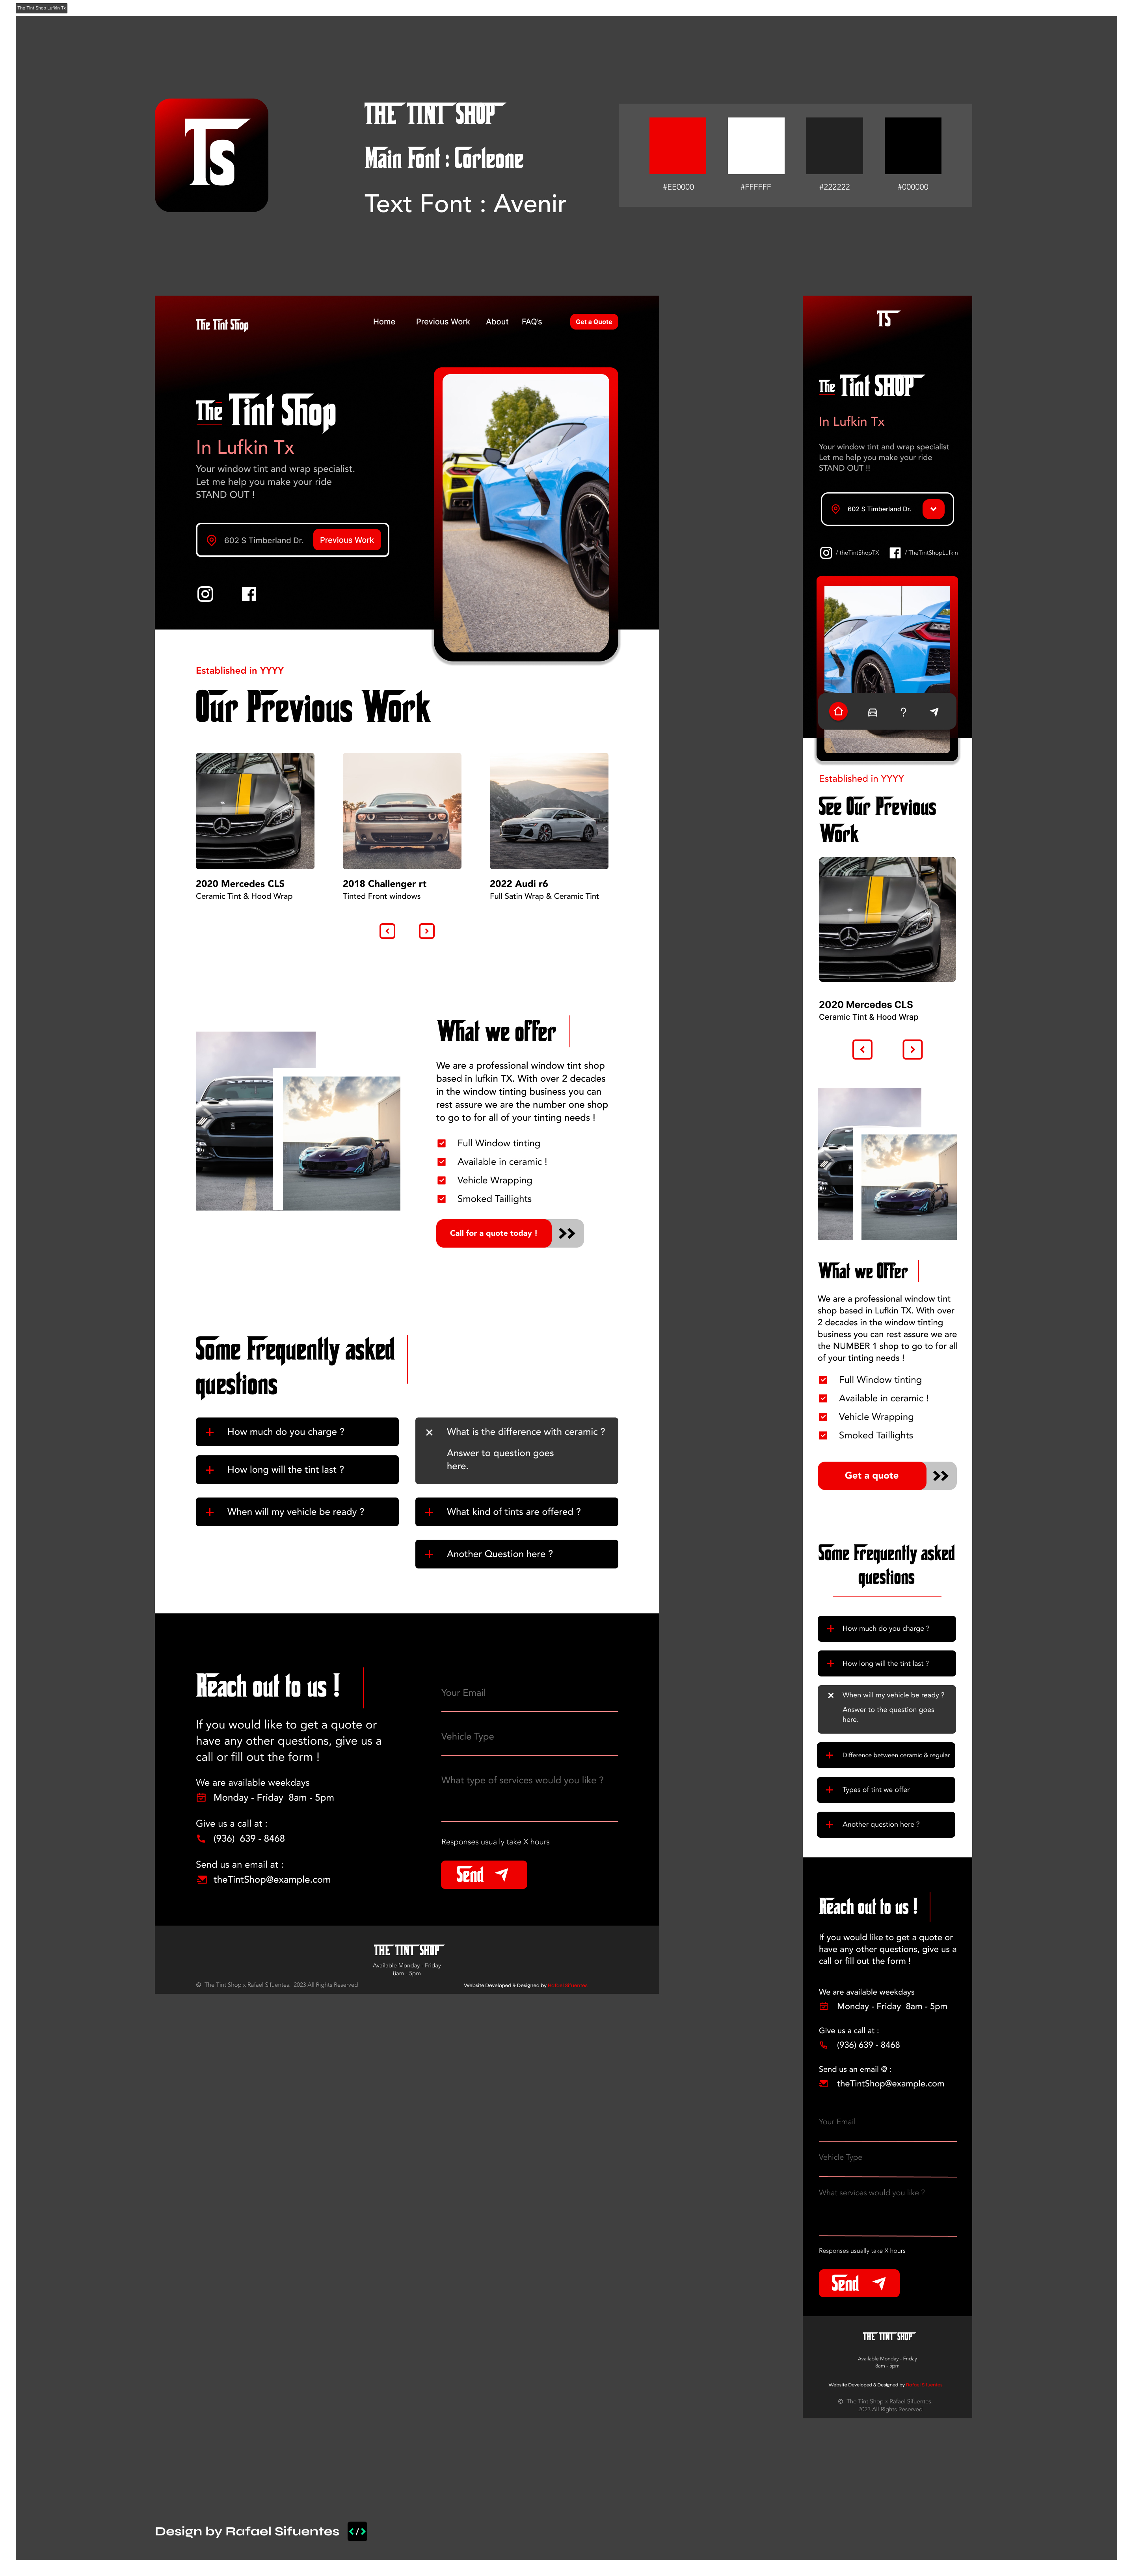 The Tint Shop Lufkin Tx
Ts
THE TINT SHOP
Main Font : Corleone
Text Font : Avenir
#EE0000
#FFFFFF
#222222
#000000
The Tint Shop
Home
Previous Work
About
FAQ's
Get a Quote
The Tint Shop
In Lufkin Tx
Your window tint and wrap specialist.
Let me help you make your ride
STAND OUT !
602 S Timberland Dr.
Previous Work
Established in YYYY
Our Previous Work
2020 Mercedes CLS
Ceramic Tint & Hood Wrap
2018 Challenger rt
Tinted Front windows
2022 Audi r6
Full Satin Wrap & Ceramic Tint
What we offer
We are a professional window tint shop
based in lufkin TX. With over 2 decades
in the window tinting business you can
rest assure we are the number one shop
to go to for all of your tinting needs !
Full Window tinting
Available in ceramic !
Vehicle Wrapping
Smoked Taillights
Call for a quote today !
Some Frequently asked
questions
How much do you charge ?
How long will the tint last ?
When will my vehicle be ready ?
What is the difference with ceramic ?
Answer to question goes
here.
What kind of tints are offered ?
Another Question here ?
Reach out to us !
If you would like to get a quote or
have any other questions, give us a
call or fill out the form !
We are available weekdays
Monday - Friday 8am - 5pm
Give us a call at :
(936) 639 - 8468
Send us an email at :
theTintShop@example.com
Your Email
Vehicle Type
What type of services would you like ?
Responses usually take X hours
Send
THE TINT SHOP
Available Monday - Friday
8am - 5pm
© The Tint Shop x Rafael Sifuentes. 2023 All Rights Reserved
Website Developed & Designed by Rafael Sifuentes
TS
The Tint SHOP
In Lufkin Tx
Your window tint and wrap specialist
Let me help you make your ride
STAND OUT !!
602 S Timberland Dr.
/ theTintShopTX
/ TheTintShopLufkin
?
Established in YYYY
See Our Previous
Work
2020 Mercedes CLS
Ceramic Tint & Hood Wrap
What we Offer
We are a professional window tint
shop based in Lufkin TX. With over
2 decades in the window tinting
business you can rest assure we are
the NUMBER 1 shop to go to for all
of your tinting needs !
Full Window tinting
Available in ceramic !
Vehicle Wrapping
Smoked Taillights
Get a quote
Some Frequently asked
questions
How much do you charge ?
How long will the tint last ?
When will my vehicle be ready ?
Answer to the question goes
here.
Difference between ceramic & regular
Types of tint we offer
Another question here ?
Reach out to us !
If you would like to get a quote or
have any other questions, give us a
call or fill out the form !
We are available weekdays
Monday - Friday 8am - 5pm
Give us a call at :
(936) 639 - 8468
Send us an email @ :
theTintShop@example.com
Your Email
Vehicle Type
What services would you like ?
Responses usually take X hours
Send
THE TINT SHOP
Available Monday - Friday
8am - 5pm
Website Developed & Designed by Rafael Sifuentes
© The Tint Shop x Rafael Sifuentes.
2023 All Rights Reserved
Design by Rafael Sifuentes </>